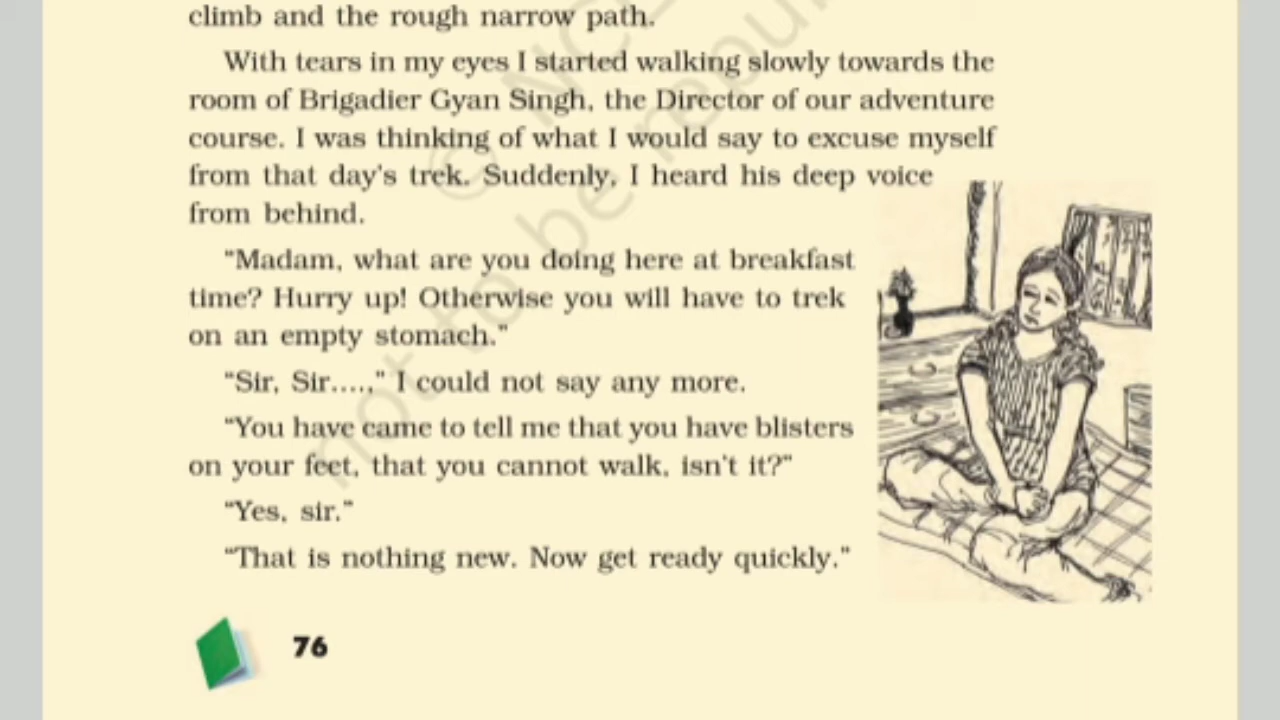 climb and the rough narrow path.
With tears in my eyes I started walking slowly towards the
room of Brigadier Gyan Singh, the Director of our adventure
course. I was thinking of what I would say to excuse myself
from that day's trek. Suddenly, I heard his deep voice
from behind.
"Madam, what are you doing here at breakfast
time? Hurry up! Otherwise you will have to trek
on an empty stomach."
"Sir, Sir....," I could not say any more.
"You have came to tell me that you have blisters
on your feet, that you cannot walk, isn't it?"
"Yes, sir."
"That is nothing new. Now get ready quickly."
76
© NC
not to be repu